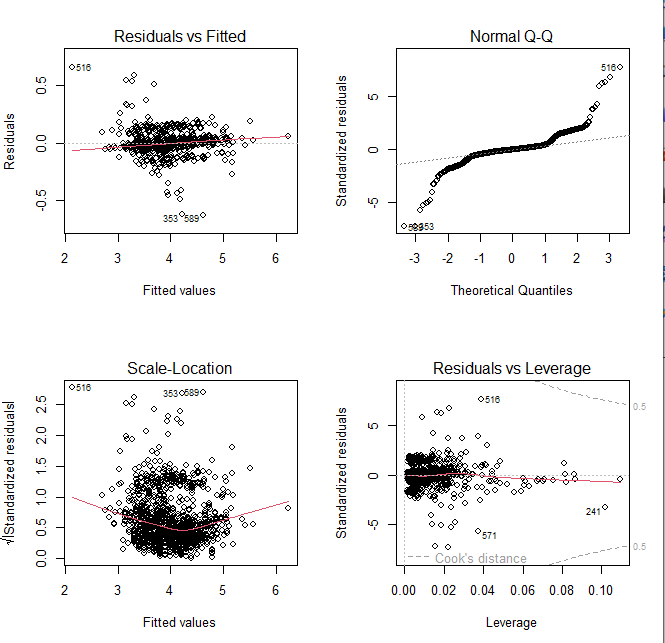 Residuals vs Fitted
Residuals
0.5
0.0
-0.5
516
353
589
2 3 4 5 6
Fitted values
Normal Q-Q
Standardized residuals
5
0
-5
516
353
-3 -2 -1 0 1 2 3
Theoretical Quantiles
Scale-Location
√|Standardized residuals|
2.5
2.0
1.5
1.0
0.5
0.0
516
353
589
2 3 4 5 6
Fitted values
Residuals vs Leverage
Standardized residuals
5
0
-5
516
0.5
241
571
0.5
Cook's distance
0.00 0.02 0.04 0.06 0.08 0.10
Leverage